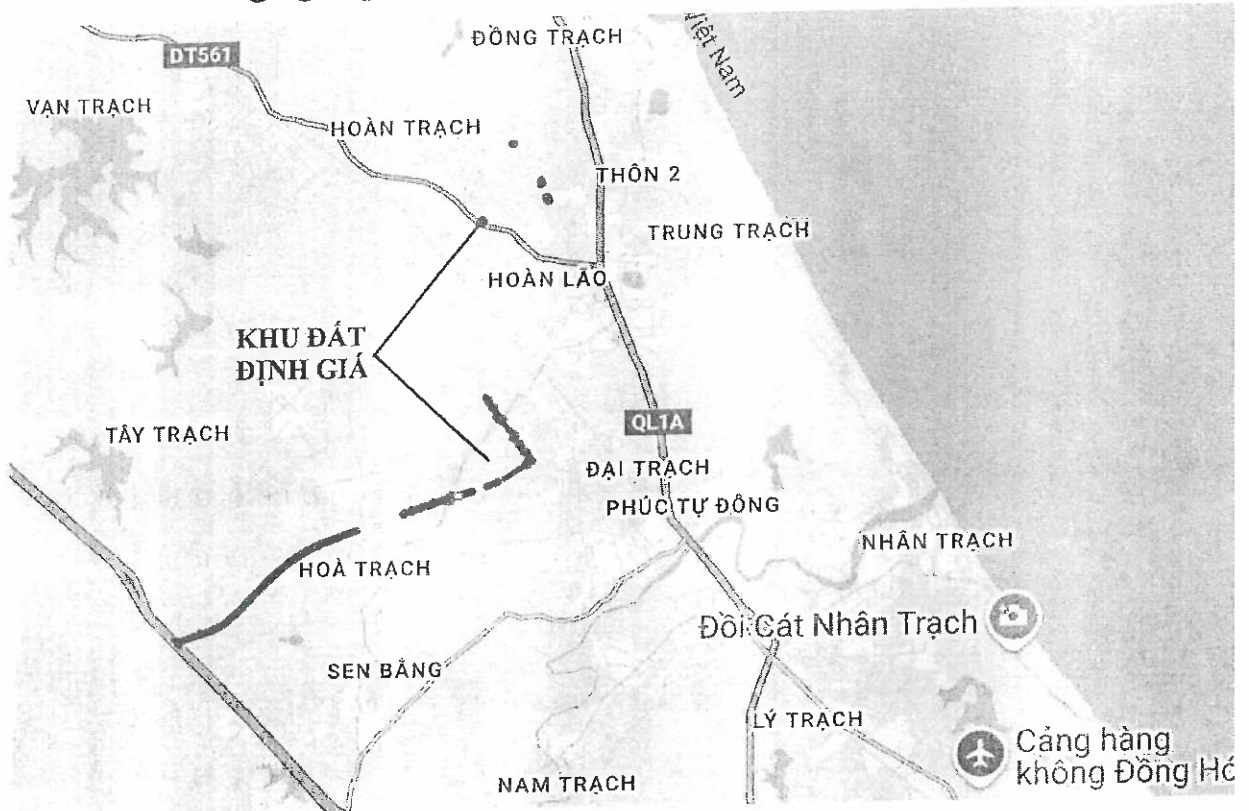 ĐỒNG TRẠCH
Việt Nam
DT561
VẠN TRẠCH
HOÀN TRẠCH
THÔN 2
TRUNG TRẠCH
HOÀN LÃO
KHU ĐẤT
ĐỊNH GIÁ
QL1A
TÂY TRẠCH
ĐẠI TRẠCH
PHÚC TỰ ĐÔNG
NHÂN TRẠCH
HOÀ TRẠCH
Đồi Cát Nhân Trạch
SEN BẰNG
LÝ TRẠCH
Cảng hàng
không Đồng Hớ
NAM TRẠCH